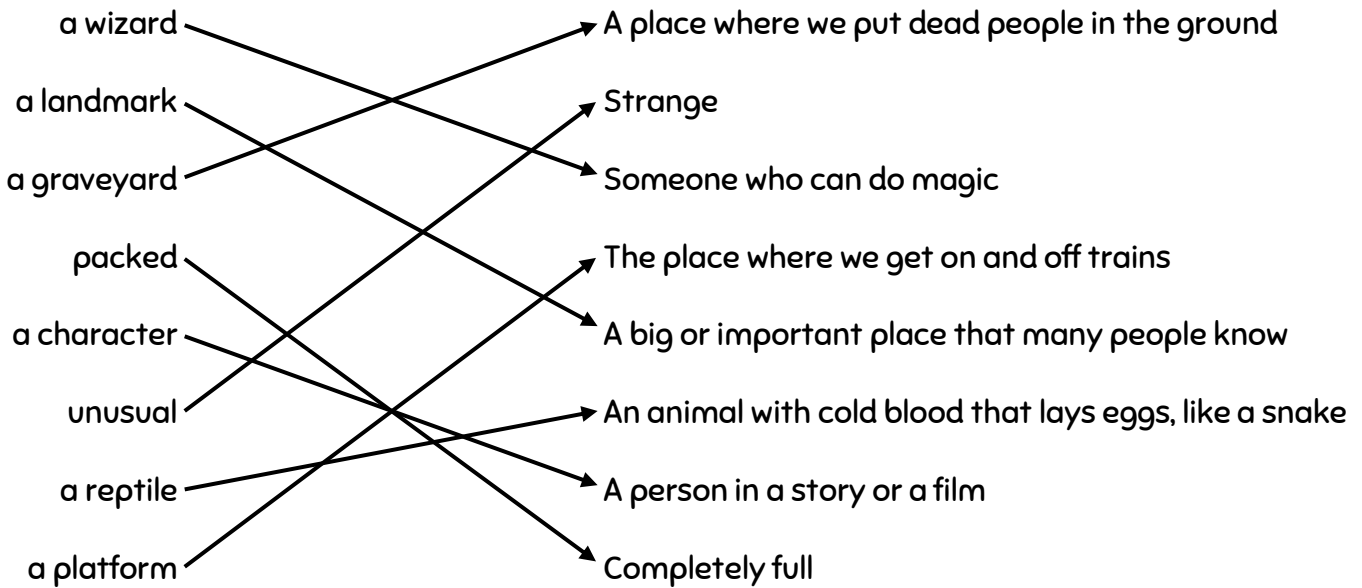 a wizard
a landmark
a graveyard
packed
a character
unusual
a reptile
a platform
A place where we put dead people in the ground
Strange
Someone who can do magic
The place where we get on and off trains
A big or important place that many people know
An animal with cold blood that lays eggs, like a snake
A person in a story or a film
Completely full